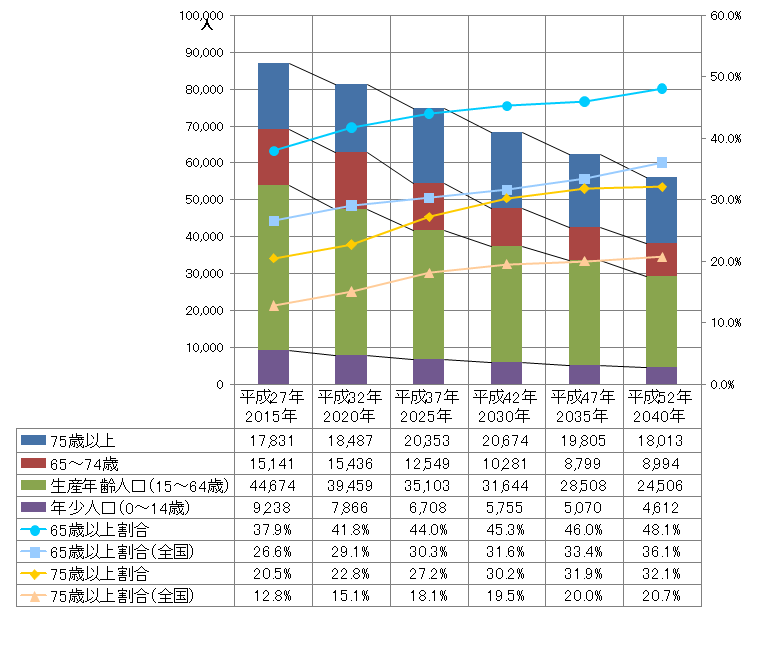 100,000
人
90,000
80,000
70,000
60,000
50,000
40,000
30,000
20,000
10,000
0
60.0%
50.0%
40.0%
30.0%
20.0%
10.0%
0.0%
平成27年 平成32年 平成37年 平成42年 平成47年 平成52年
2015年 2020年 2025年 2030年 2035年 2040年
75歳以上 17,831 18,487 20,353 20,674 19,805 18,013
65～74歳 15,141 15,436 12,549 10,281 8,799 8,994
生産年齢人口(15～64歳) 44,674 39,459 35,103 31,644 28,508 24,506
年少人口(0～14歳) 9,238 7,866 6,708 5,755 5,070 4,612
65歳以上割合 37.9% 41.8% 44.0% 45.3% 46.0% 48.1%
65歳以上割合(全国) 26.6% 29.1% 30.3% 31.6% 33.4% 36.1%
75歳以上割合 20.5% 22.8% 27.2% 30.2% 31.9% 32.1%
75歳以上割合(全国) 12.8% 15.1% 18.1% 19.5% 20.0% 20.7%